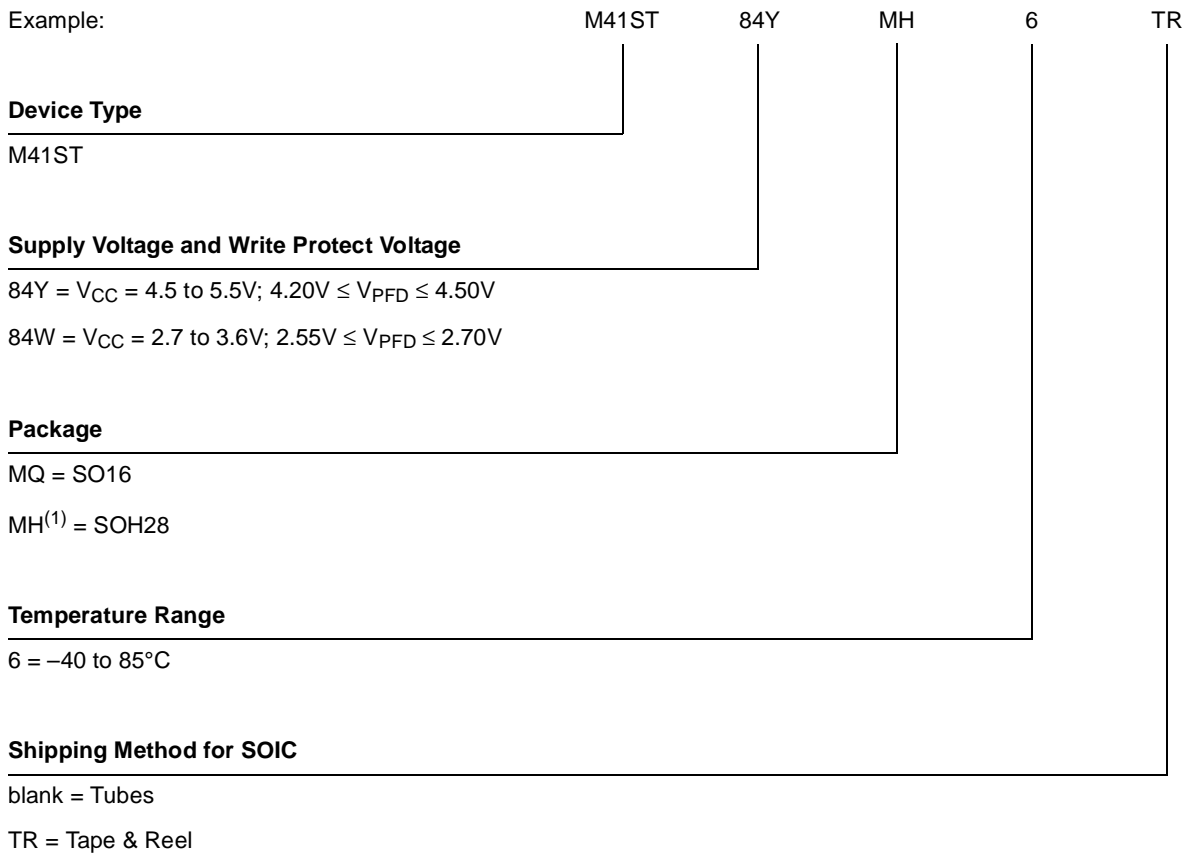 Example: M41ST 84Y MH 6 TR
Device Type
M41ST
Supply Voltage and Write Protect Voltage
84Y = VCC = 4.5 to 5.5V; 4.20V ≤ VPFD ≤ 4.50V
84W = VCC = 2.7 to 3.6V; 2.55V ≤ VPFD ≤ 2.70V
Package
MQ = SO16
MH(1) = SOH28
Temperature Range
6 = –40 to 85°C
Shipping Method for SOIC
blank = Tubes
TR = Tape & Reel